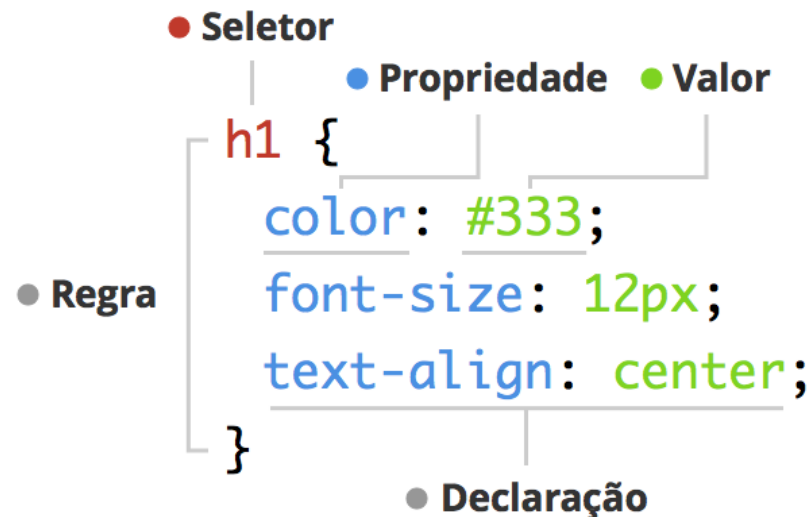 Seletor
Propriedade Valor
h1 {
color: #333;
Regra
font-size: 12px;
text-align: center;
}
Declaração